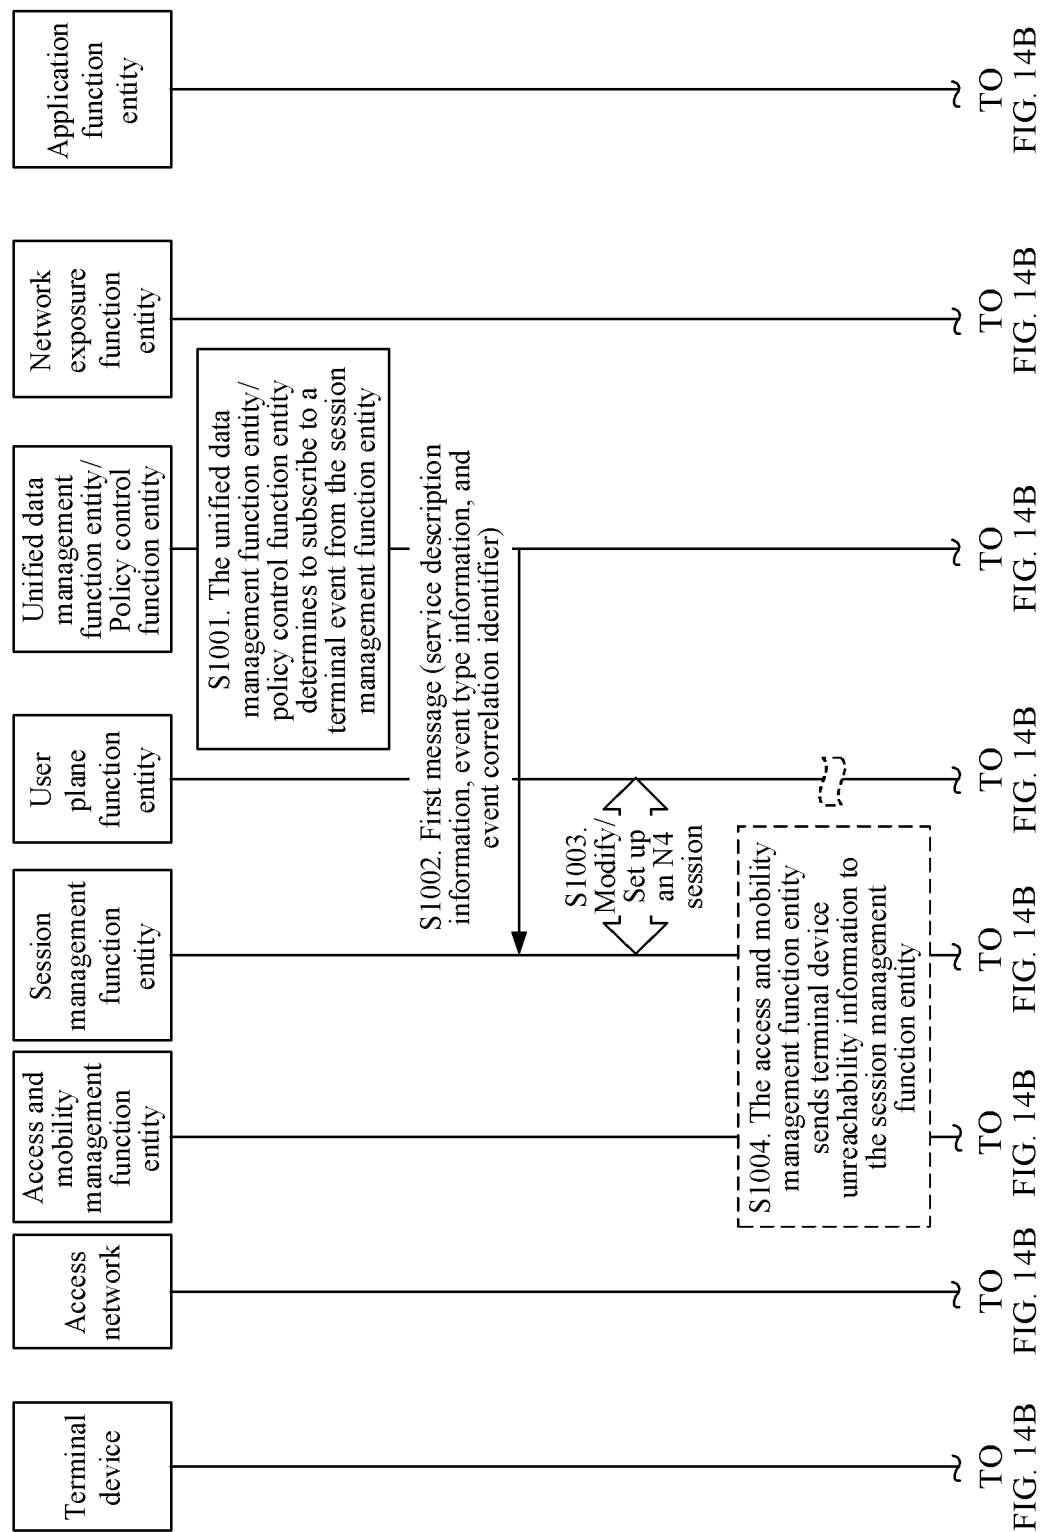 Terminal
device
Access
network
Access and
mobility
management
function
entity
Session
management
function
entity
User
plane
function
entity
Unified data
management
function entity/
Policy control
function entity
Network
exposure
function
entity
Application
function
entity
S1001. The unified data
management function entity/
policy control function entity
determines to subscribe to a
terminal event from the session
management function entity
S1002. First message (service description
information, event type information, and
event correlation identifier)
S1003.
Modify/
Set up
an N4
session
S1004. The access and mobility
management function entity
sends terminal device
unreachability information to
the session management
function entity
TO
FIG. 14B
TO
FIG. 14B
TO
FIG. 14B
TO
FIG. 14B
TO
FIG. 14B
TO
FIG. 14B
TO
FIG. 14B
TO
FIG. 14B